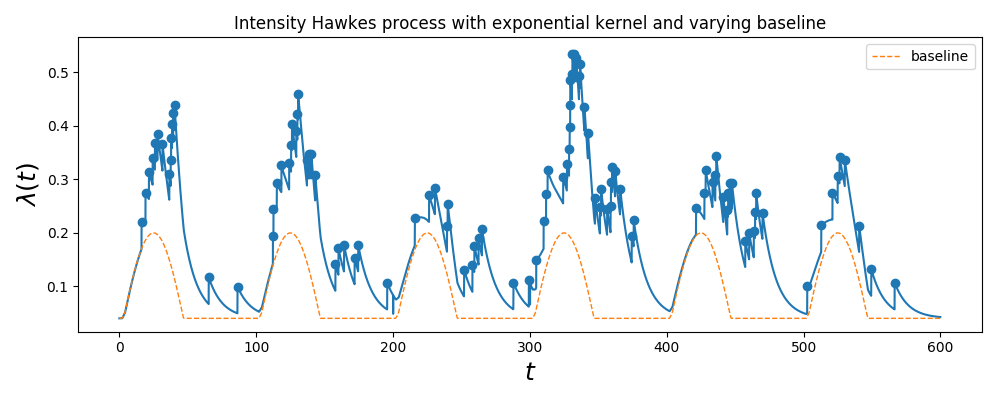 Intensity Hawkes process with exponential kernel and varying baseline
baseline
λ(t)
0.5
0.4
0.3
0.2
0.1
0 100 200 300 400 500 600
t